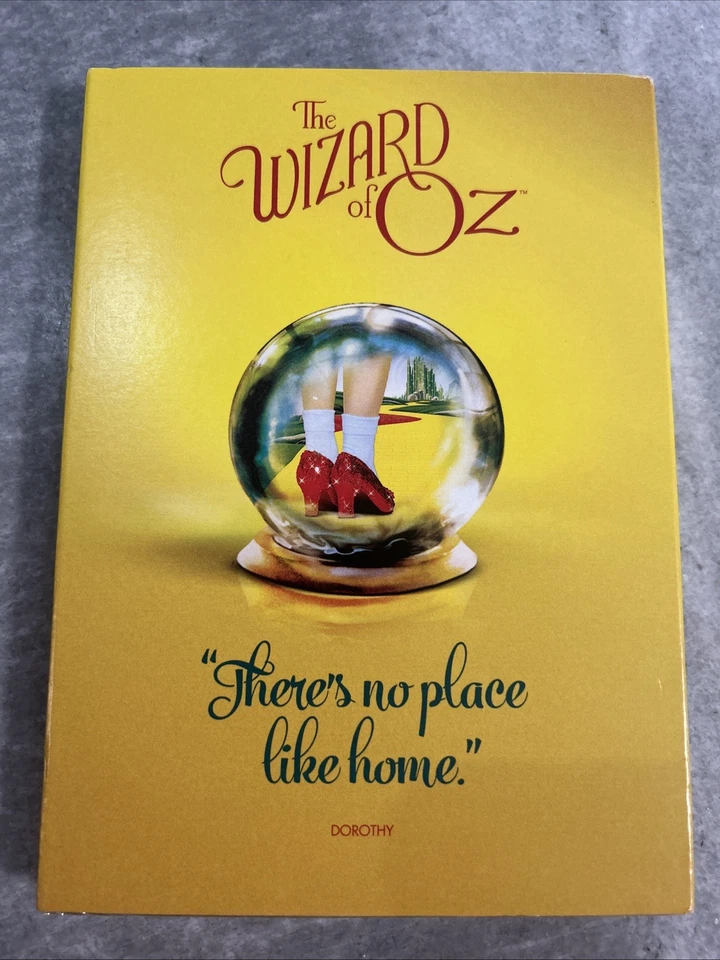 The
WIZARD
of OZ™
“There's no place
like home.”
DOROTHY